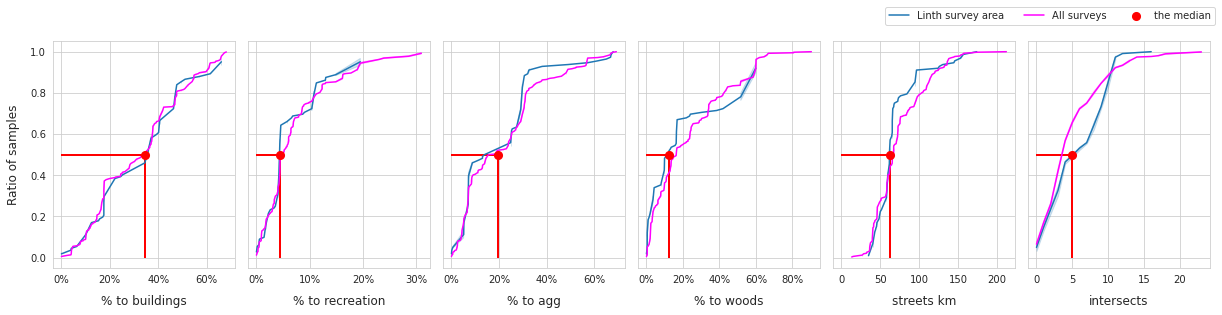 Linth survey area All surveys the median
Ratio of samples
1.0
0.8
0.6
0.4
0.2
0.0
0% 20% 40% 60%
0% 10% 20% 30%
0% 20% 40% 60%
0% 20% 40% 60% 80%
0 50 100 150 200
0 5 10 20
% to buildings
% to recreation
% to agg
% to woods
streets km
intersects